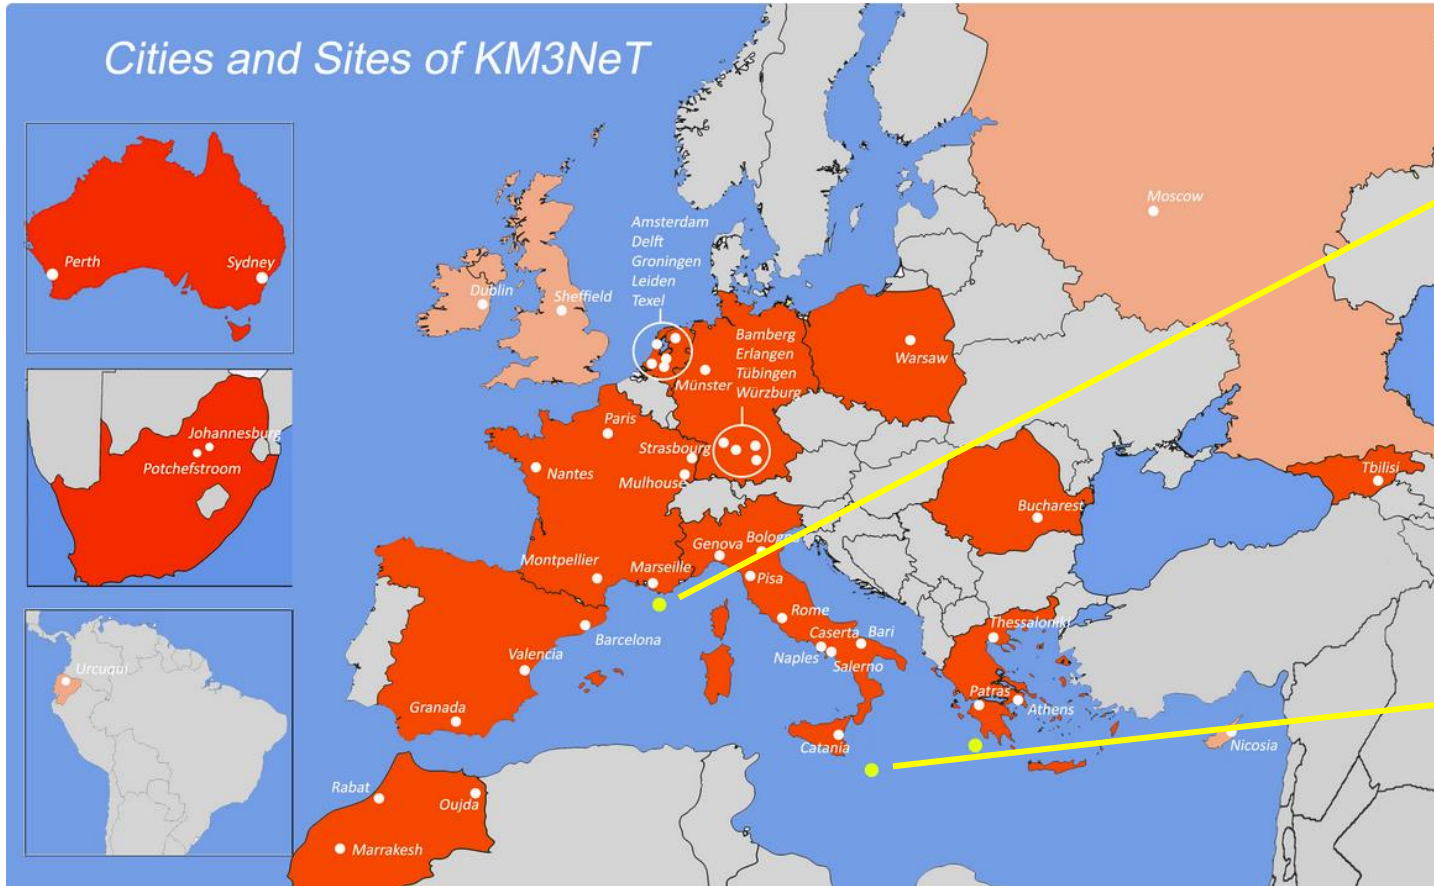 Cities and Sites of KM3NeT
Perth
Sydney
Johannesburg
Potchefstroom
Urcuqui
Moscow
Amsterdam
Delft
Groningen
Leiden
Texel
Dublin
Sheffield
Bamberg
Erlangen
Tübingen
Würzburg
Warsaw
Münster
Paris
Strasbourg
Nantes
Mulhouse
Tbilisi
Bucharest
Genova
Bologna
Montpellier
Marseille
Pisa
Rome
Barcelona
Caserta
Bari
Thessaloniki
Naples
Salerno
Valencia
Granada
Patras
Athens
Catania
Nicosia
Rabat
Oujda
Marrakesh